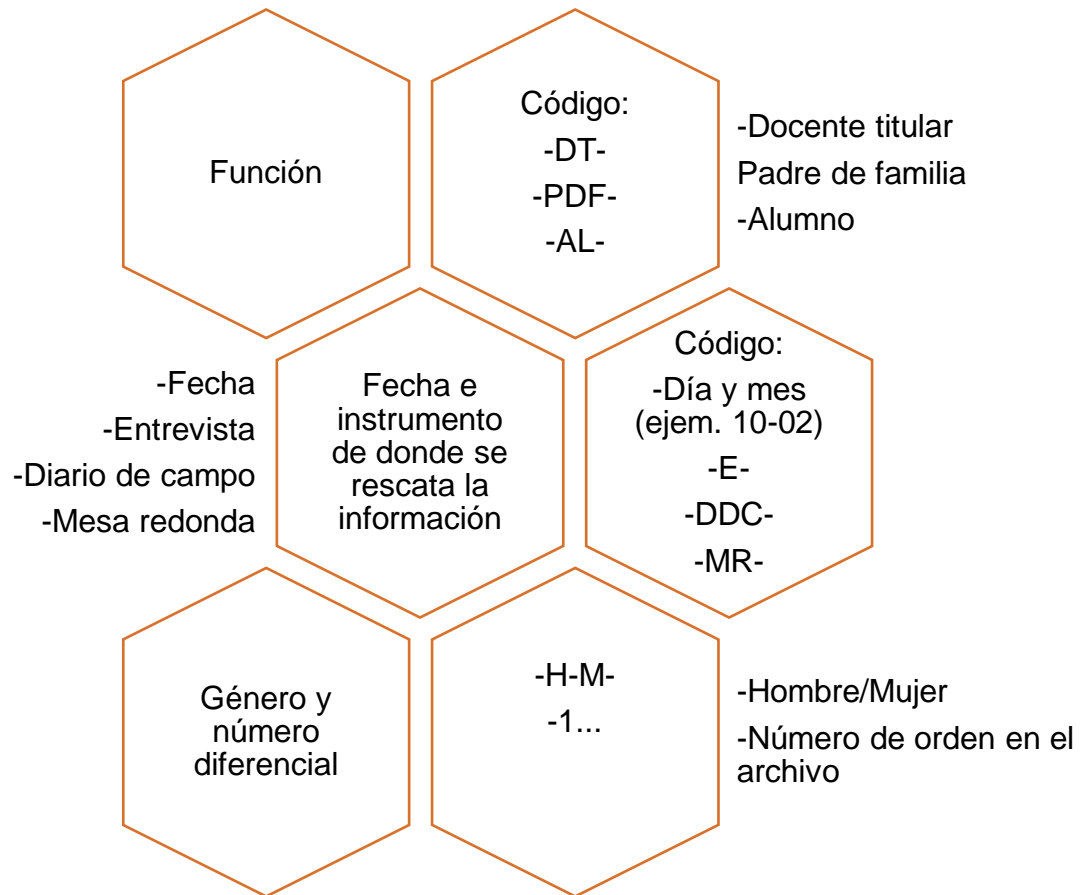 Función
Código:
-DT-
-PDF-
-AL-
-Docente titular
Padre de familia
-Alumno
-Fecha
-Entrevista
-Diario de campo
-Mesa redonda
Fecha e
instrumento
de donde se
rescata la
información
Código:
-Día y mes
(ejem. 10-02)
-E-
-DDC-
-MR-
Género y
número
diferencial
-H-M-
-1...
-Hombre/Mujer
-Número de orden en el
archivo